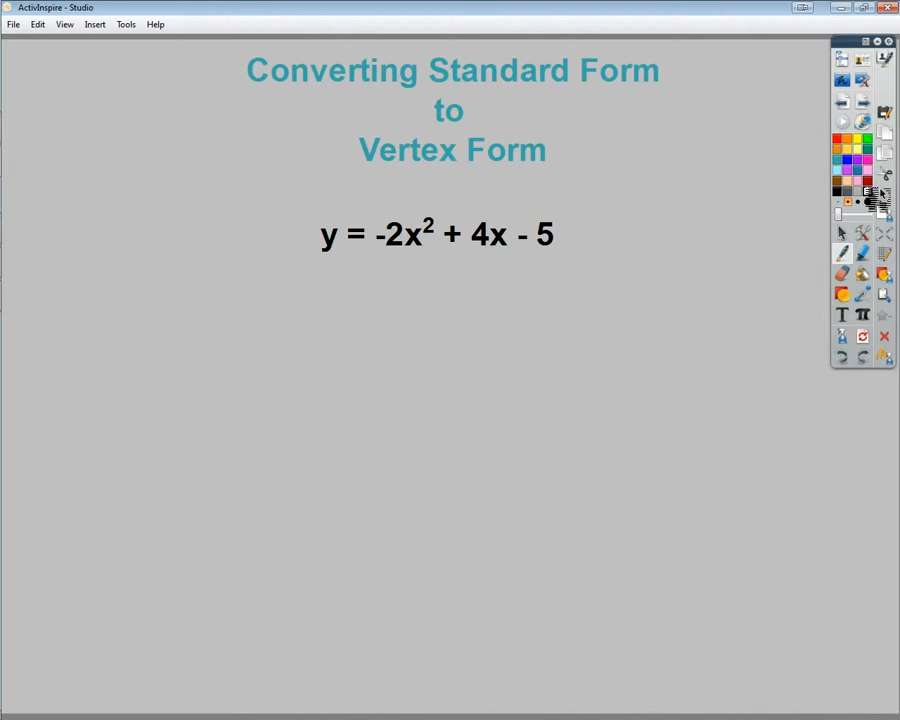 ActivInspire - Studio
File Edit View Insert Tools Help
Converting Standard Form
to
Vertex Form
y = -2x² + 4x - 5